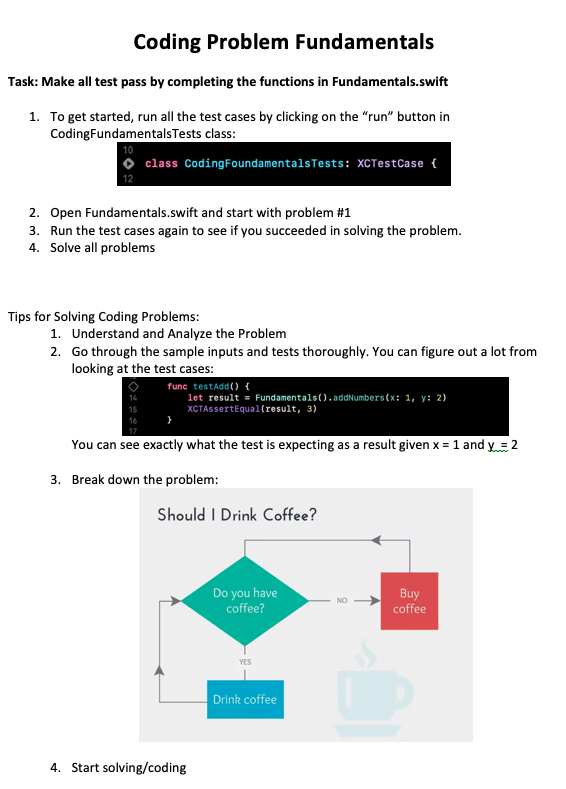 Coding Problem Fundamentals
Task: Make all test pass by completing the functions in Fundamentals.swift
1. To get started, run all the test cases by clicking on the “run” button in
CodingFundamentalsTests class:
10
class CodingFoundamentalsTests: XCTestCase {
12
2. Open Fundamentals.swift and start with problem #1
3. Run the test cases again to see if you succeeded in solving the problem.
4. Solve all problems
Tips for Solving Coding Problems:
1. Understand and Analyze the Problem
2. Go through the sample inputs and tests thoroughly. You can figure out a lot from
looking at the test cases:
func testAdd() {
14 let result = Fundamentals().addNumbers(x: 1, y: 2)
15 XCTAssertEqual(result, 3)
16 }
17
You can see exactly what the test is expecting as a result given x = 1 and y = 2
3. Break down the problem:
Should I Drink Coffee?
Do you have
coffee?
NO
Buy
coffee
YES
Drink coffee
4. Start solving/coding